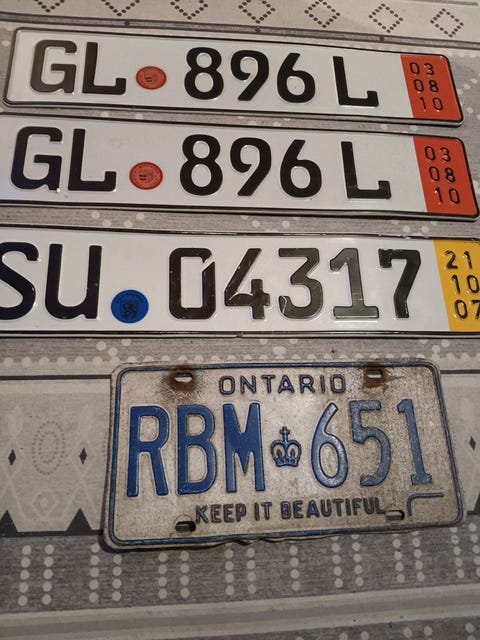 GL 896 L 03 08 10
GL 896 L 03 08 10
SU 04317 21 10 07
ONTARIO
RBM 651
KEEP IT BEAUTIFUL